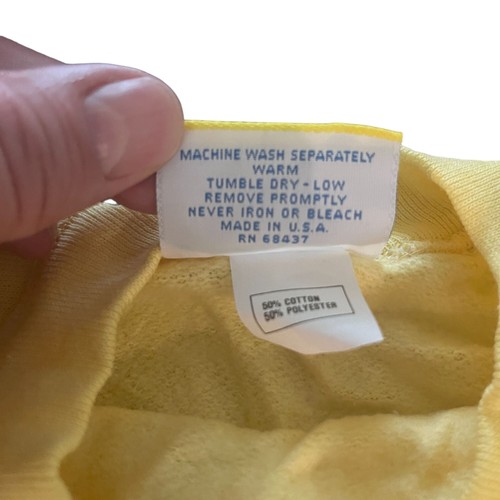 MACHINE WASH SEPARATELY
WARM
TUMBLE DRY - LOW
REMOVE PROMPTLY
NEVER IRON OR BLEACH
MADE IN U.S.A.
RN 68437
50% COTTON
50% POLYESTER